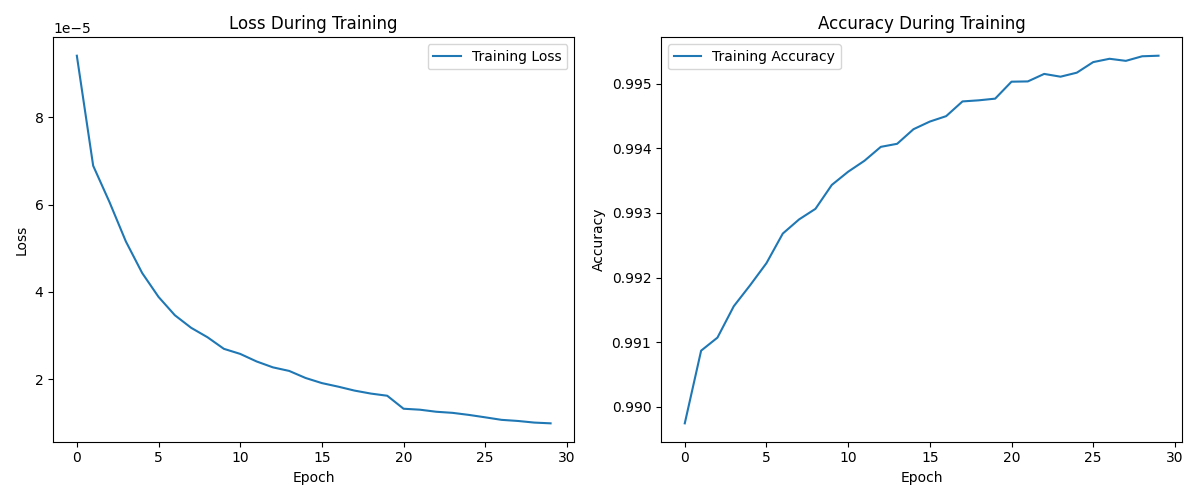 Loss During Training
1e−5
Training Loss
8
6
4
2
Loss
0 5 10 15 20 25 30
Epoch
Accuracy During Training
Training Accuracy
0.995
0.994
0.993
0.992
0.991
0.990
Accuracy
0 5 10 15 20 25 30
Epoch